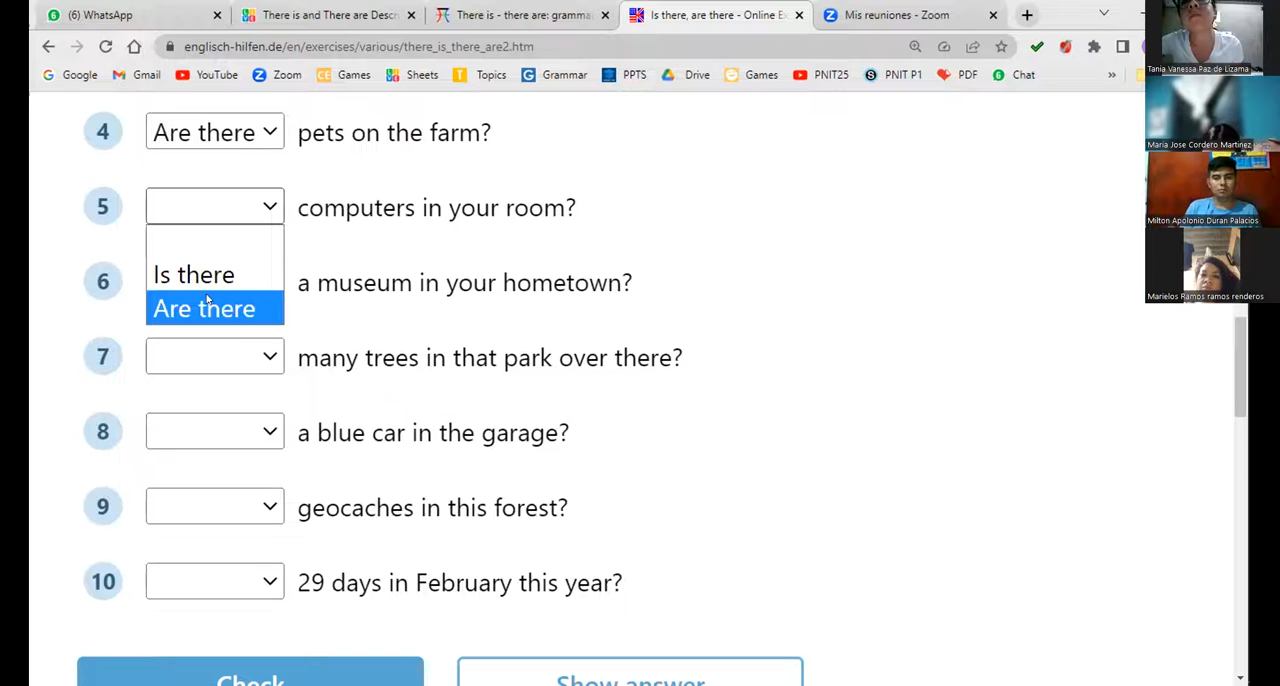 (6) WhatsApp
There is and There are Descr
There is - there are: gramma
Is there, are there - Online E
Mis reuniones - Zoom
englisch-hilfen.de/en/exercises/various/there_is_there_are2.htm
Google
Gmail
YouTube
Zoom
Games
Sheets
Topics
Grammar
PPTS
Drive
Games
PNIT25
PNIT P1
PDF
Chat
»
Tania Vanessa Paz de Lizama
Maria Jose Cordero Martinez
Milton Apolonio Duran Palacios
Marielos Ramos ramos renderos
4 Are there pets on the farm?
5 computers in your room?
Is there
Are there
6 a museum in your hometown?
7 many trees in that park over there?
8 a blue car in the garage?
9 geocaches in this forest?
10 29 days in February this year?
Check
Show answer